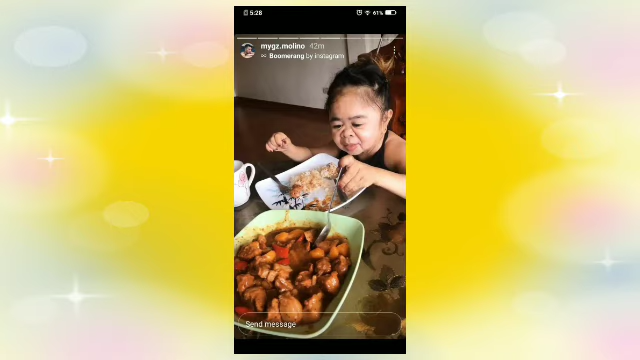 5:28
61%
mygz.molino 42m
∞ Boomerang by instagram
Send message